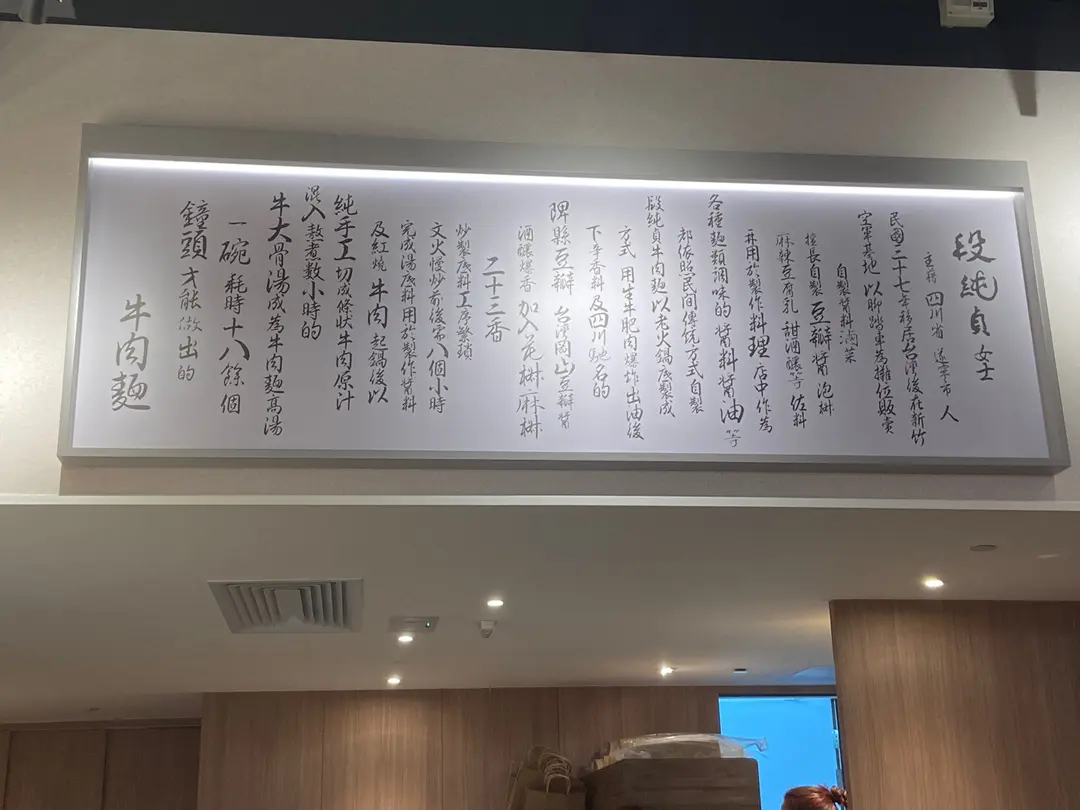 段純貞女士
主籍四川省遂寧市人
民國三十七年移居台灣後在新竹
空軍基地以腳踏車為攤位販賣
自製醬料滷菜
擅長自製豆瓣醬泡椒
麻辣豆腐乳甜酒釀等佐料
再用於製作料理店中作為
各種麵類調味的醬料醬油等
都依照民間傳統方式自製
段純貞牛肉麵以老火鍋底製成
方式用生肥肉爆炸出油後
下辛香料及四川馳名的
郫縣豆瓣台灣岡山豆瓣醬
酒釀爆香加入花椒麻椒
二十三香
炒製底料工序繁鎖
文火慢炒前後需八個小時
完成湯底料用於製作醬料
及紅燒牛肉起鍋後以
純手工切成條狀牛肉原汁
混入熬煮數小時的
牛大骨湯成為牛肉麵高湯
一碗耗時十八餘個
鐘頭才能做出的
牛肉麵